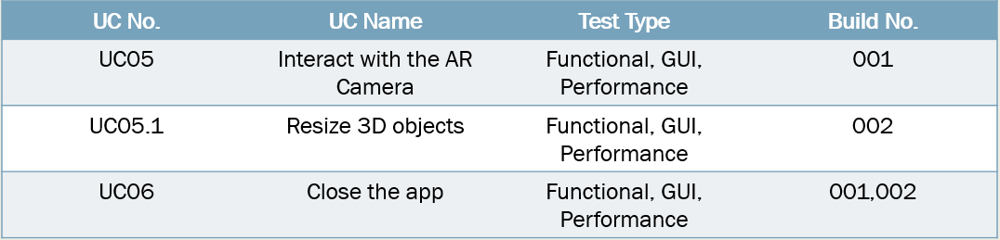 UC No. UC Name Test Type Build No.
UC05 Interact with the AR Functional, GUI, 001
Camera Performance
UC05.1 Resize 3D objects Functional, GUI, 002
Performance
UC06 Close the app Functional, GUI, 001,002
Performance